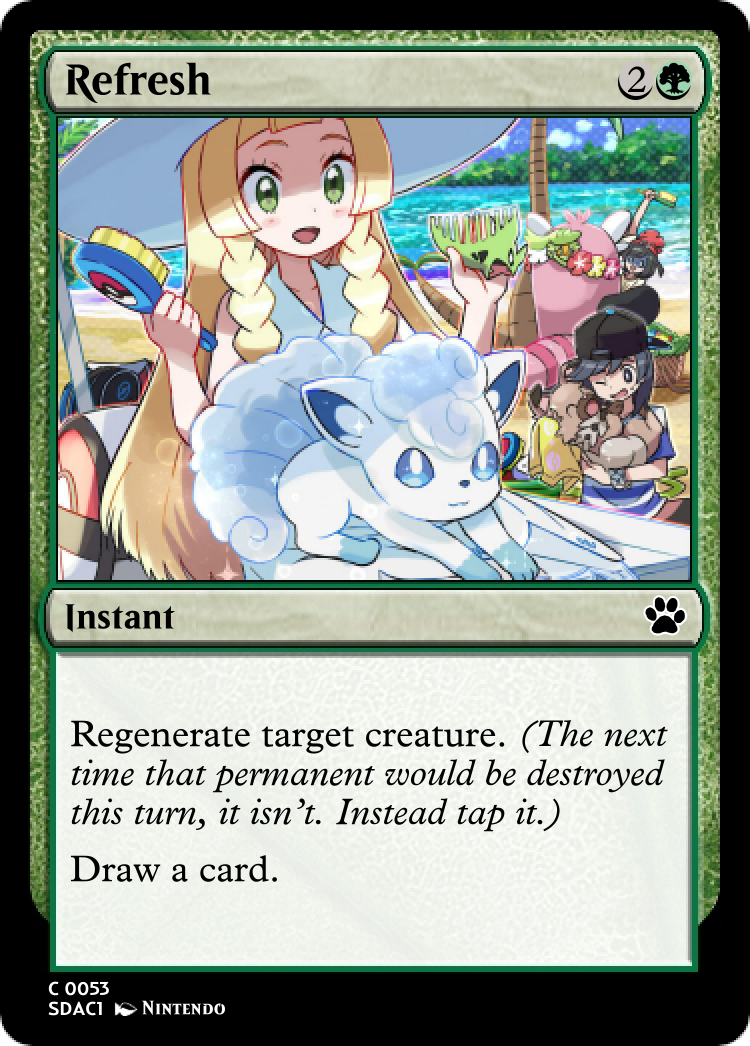 Refresh 2
Instant
Regenerate target creature. (The next
time that permanent would be destroyed
this turn, it isn't. Instead tap it.)
Draw a card.
C 0053
SDAC1 Nintendo